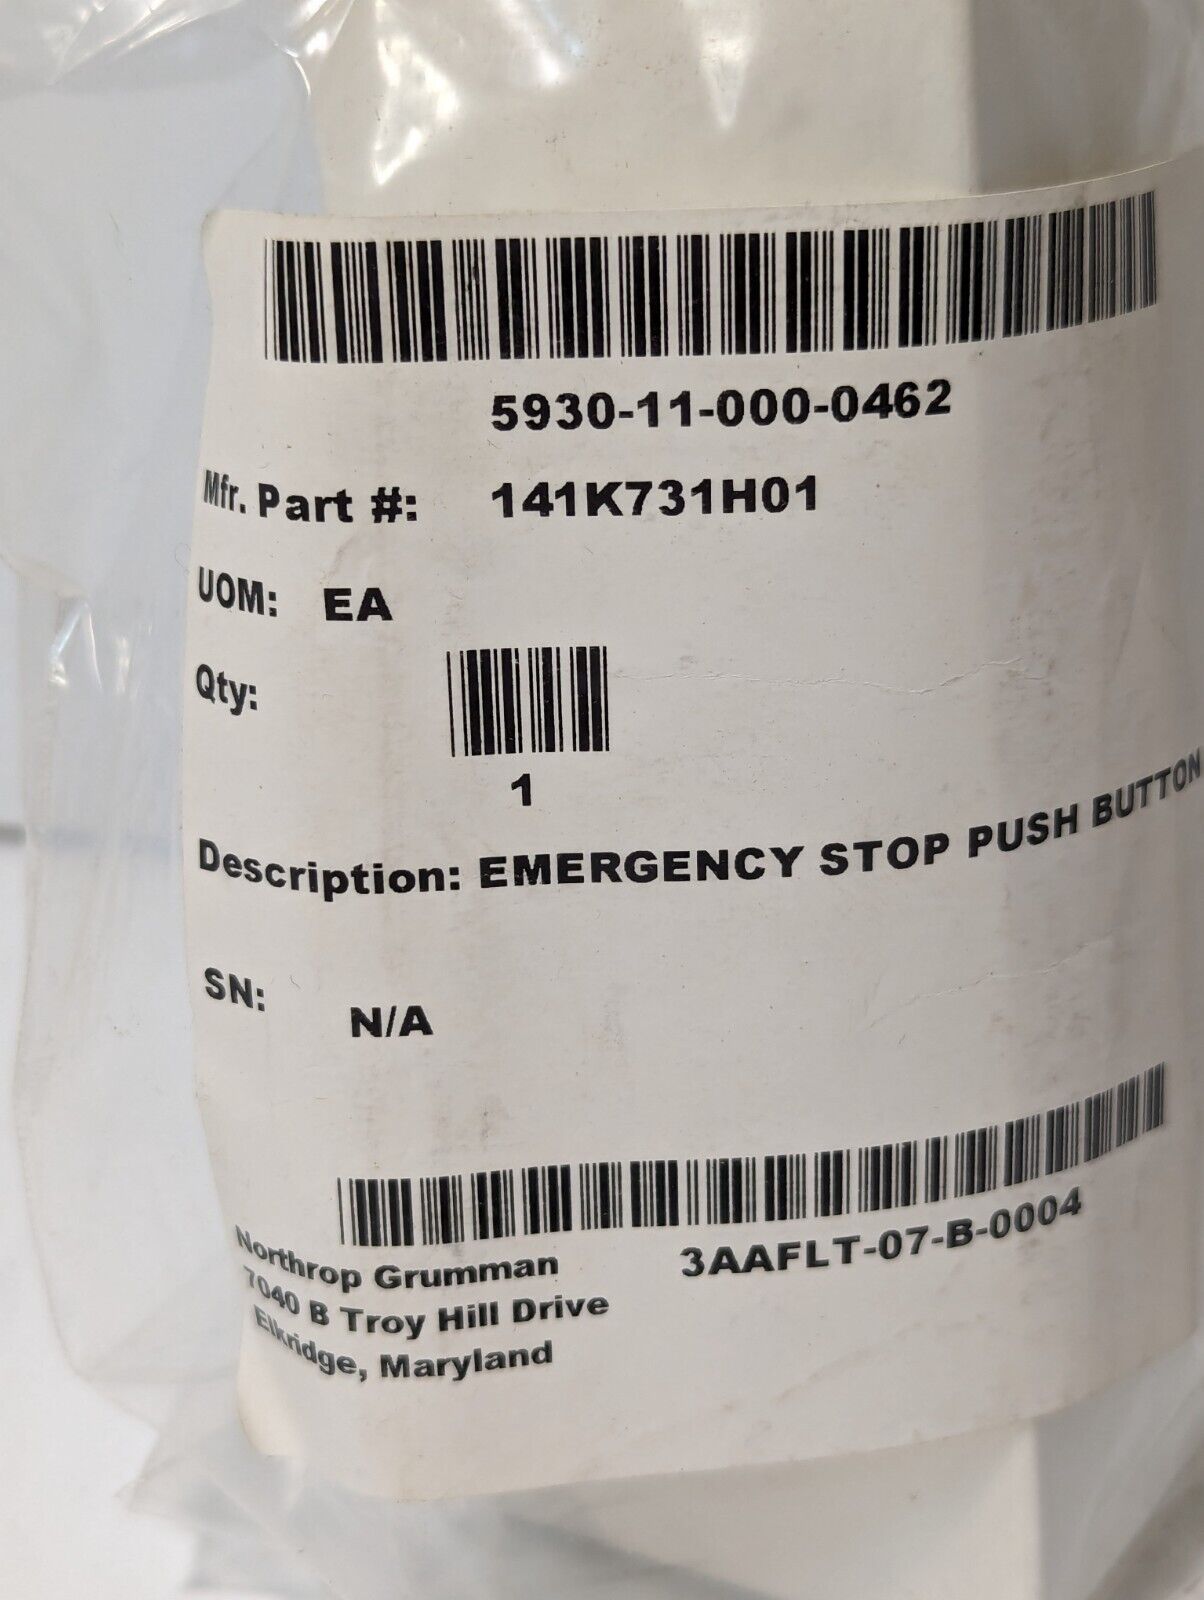 5930-11-000-0462
Mfr. Part #: 141K731H01
UOM: EA
Qty:
1
Description: EMERGENCY STOP PUSH BUTTON
SN: N/A
3AAFLT-07-B-0004
Northrop Grumman
7040 B Troy Hill Drive
Elkridge, Maryland